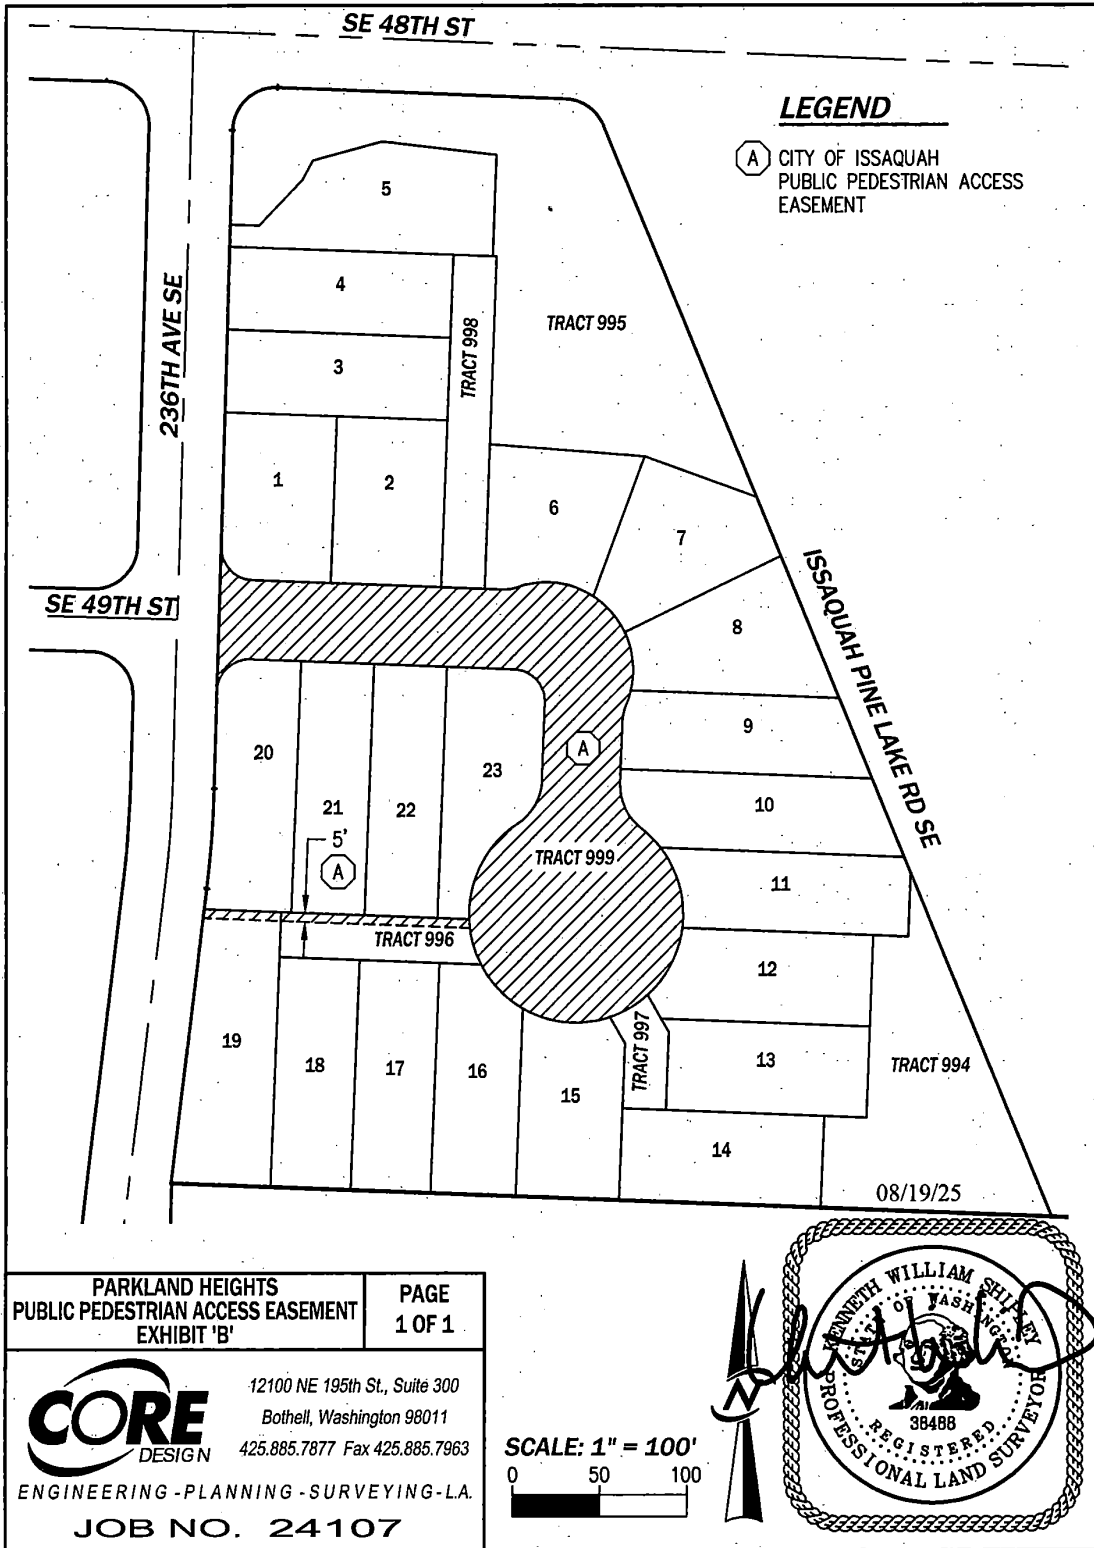 SE 48TH ST
LEGEND
A CITY OF ISSAQUAH
PUBLIC PEDESTRIAN ACCESS
EASEMENT
236TH AVE SE
5
4
3
TRACT 998
TRACT 995
1
2
6
7
ISSAQUAH PINE LAKE RD SE
SE 49TH ST
8
9
A
20
23
10
21
22
5'
A
TRACT 999
11
TRACT 996
12
19
18
17
16
15
TRACT 997
13
TRACT 994
14
08/19/25
PARKLAND HEIGHTS
PUBLIC PEDESTRIAN ACCESS EASEMENT
EXHIBIT 'B'
PAGE
1 OF 1
CORE
DESIGN
12100 NE 195th St., Suite 300
Bothell, Washington 98011
425.885.7877 Fax 425.885.7963
ENGINEERING-PLANNING-SURVEYING-L.A.
JOB NO. 24107
N
SCALE: 1" = 100'
0 50 100
KENNETH WILLIAM SHIPLEY
STATE OF WASHINGTON
38488
REGISTERED
PROFESSIONAL LAND SURVEYOR